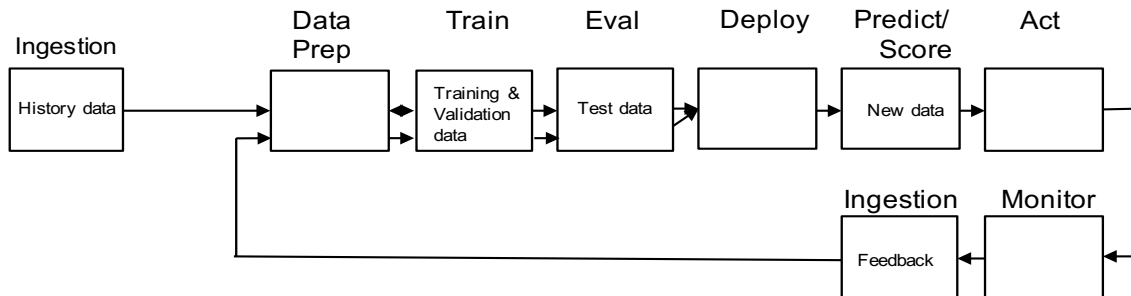 Ingestion
History data
Data
Prep
Train
Training &
Validation
data
Eval
Test data
Deploy
Predict/
Score
New data
Act
Ingestion
Feedback
Monitor